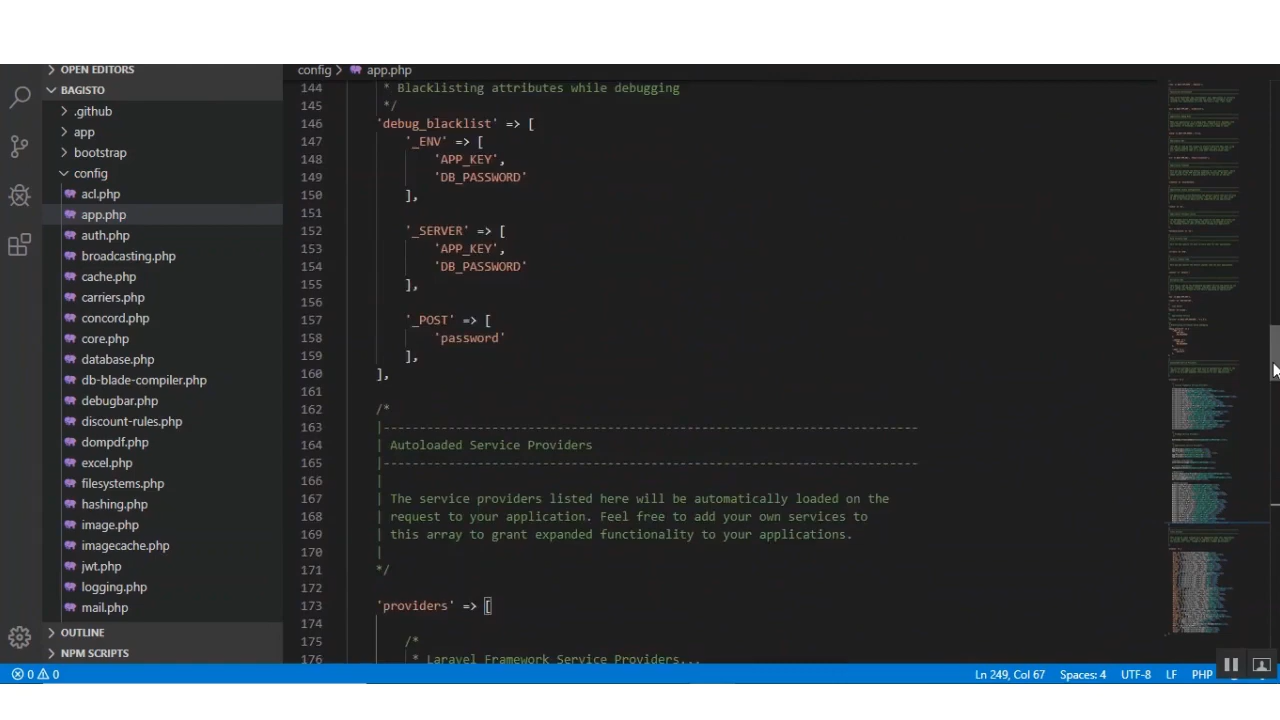 OPEN EDITORS
BAGISTO
.github
app
bootstrap
config
acl.php
app.php
auth.php
broadcasting.php
cache.php
carriers.php
concord.php
core.php
database.php
db-blade-compiler.php
debugbar.php
discount-rules.php
dompdf.php
excel.php
filesystems.php
hashing.php
image.php
imagecache.php
jwt.php
logging.php
mail.php
OUTLINE
NPM SCRIPTS
config > app.php
144 * Blacklisting attributes while debugging
145 */
146 'debug_blacklist' => [
147 '_ENV' => [
148 'APP_KEY',
149 'DB_PASSWORD'
150 ],
151
152 '_SERVER' => [
153 'APP_KEY',
154 'DB_PASSWORD'
155 ],
156
157 '_POST' => [
158 'password'
159 ],
160 ],
161
162 /*
163 |--------------------------------------------------------------------------
164 | Autoloaded Service Providers
165 |--------------------------------------------------------------------------
166 |
167 | The service providers listed here will be automatically loaded on the
168 | request to your application. Feel free to add your own services to
169 | this array to grant expanded functionality to your applications.
170 |
171 */
172
173 'providers' => [
174
175 /*
176 * Laravel Framework Service Providers...
0 0 Ln 249, Col 67 Spaces: 4 UTF-8 LF PHP